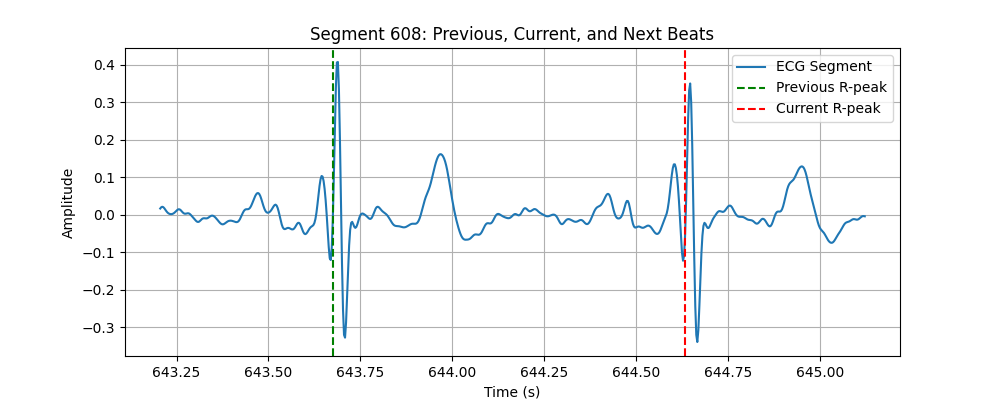 Segment 608: Previous, Current, and Next Beats
ECG Segment
Previous R-peak
Current R-peak
Amplitude
0.4
0.3
0.2
0.1
0.0
−0.1
−0.2
−0.3
643.25 643.50 643.75 644.00 644.25 644.50 644.75 645.00
Time (s)